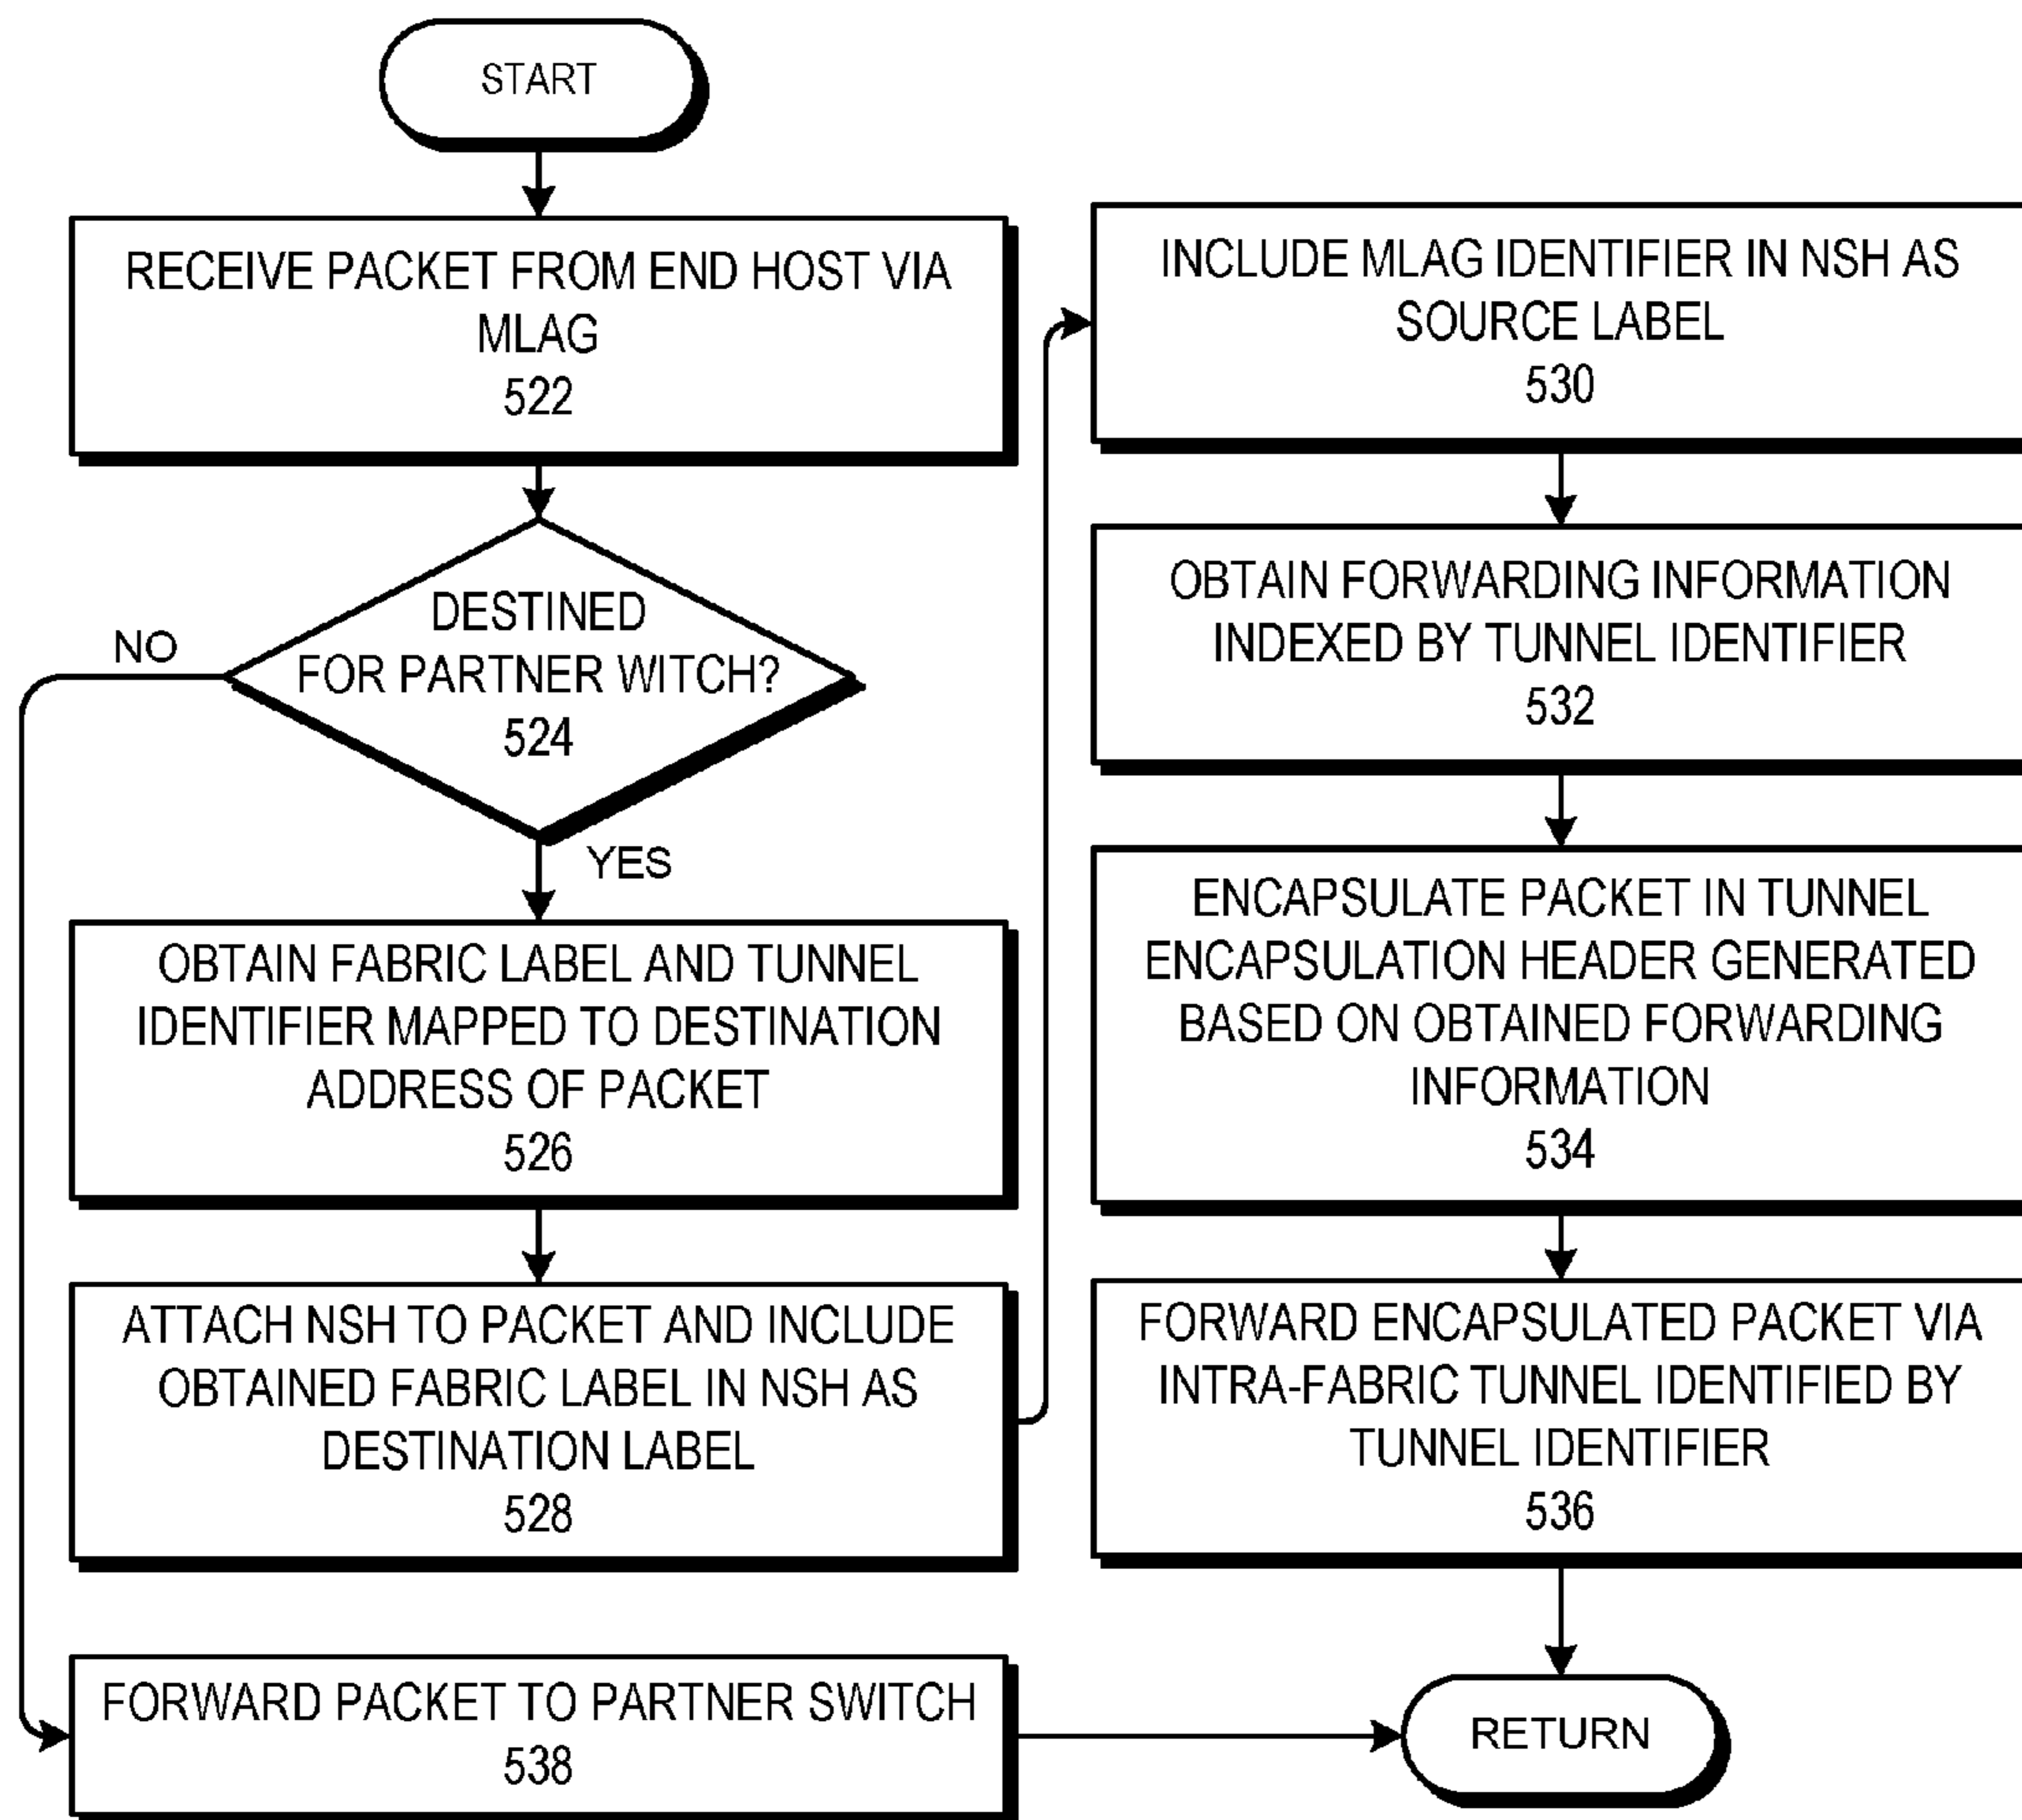 START
RECEIVE PACKET FROM END HOST VIA
MLAG
522
DESTINED
FOR PARTNER WITCH?
524
NO
YES
OBTAIN FABRIC LABEL AND TUNNEL
IDENTIFIER MAPPED TO DESTINATION
ADDRESS OF PACKET
526
ATTACH NSH TO PACKET AND INCLUDE
OBTAINED FABRIC LABEL IN NSH AS
DESTINATION LABEL
528
FORWARD PACKET TO PARTNER SWITCH
538
INCLUDE MLAG IDENTIFIER IN NSH AS
SOURCE LABEL
530
OBTAIN FORWARDING INFORMATION
INDEXED BY TUNNEL IDENTIFIER
532
ENCAPSULATE PACKET IN TUNNEL
ENCAPSULATION HEADER GENERATED
BASED ON OBTAINED FORWARDING
INFORMATION
534
FORWARD ENCAPSULATED PACKET VIA
INTRA-FABRIC TUNNEL IDENTIFIED BY
TUNNEL IDENTIFIER
536
RETURN